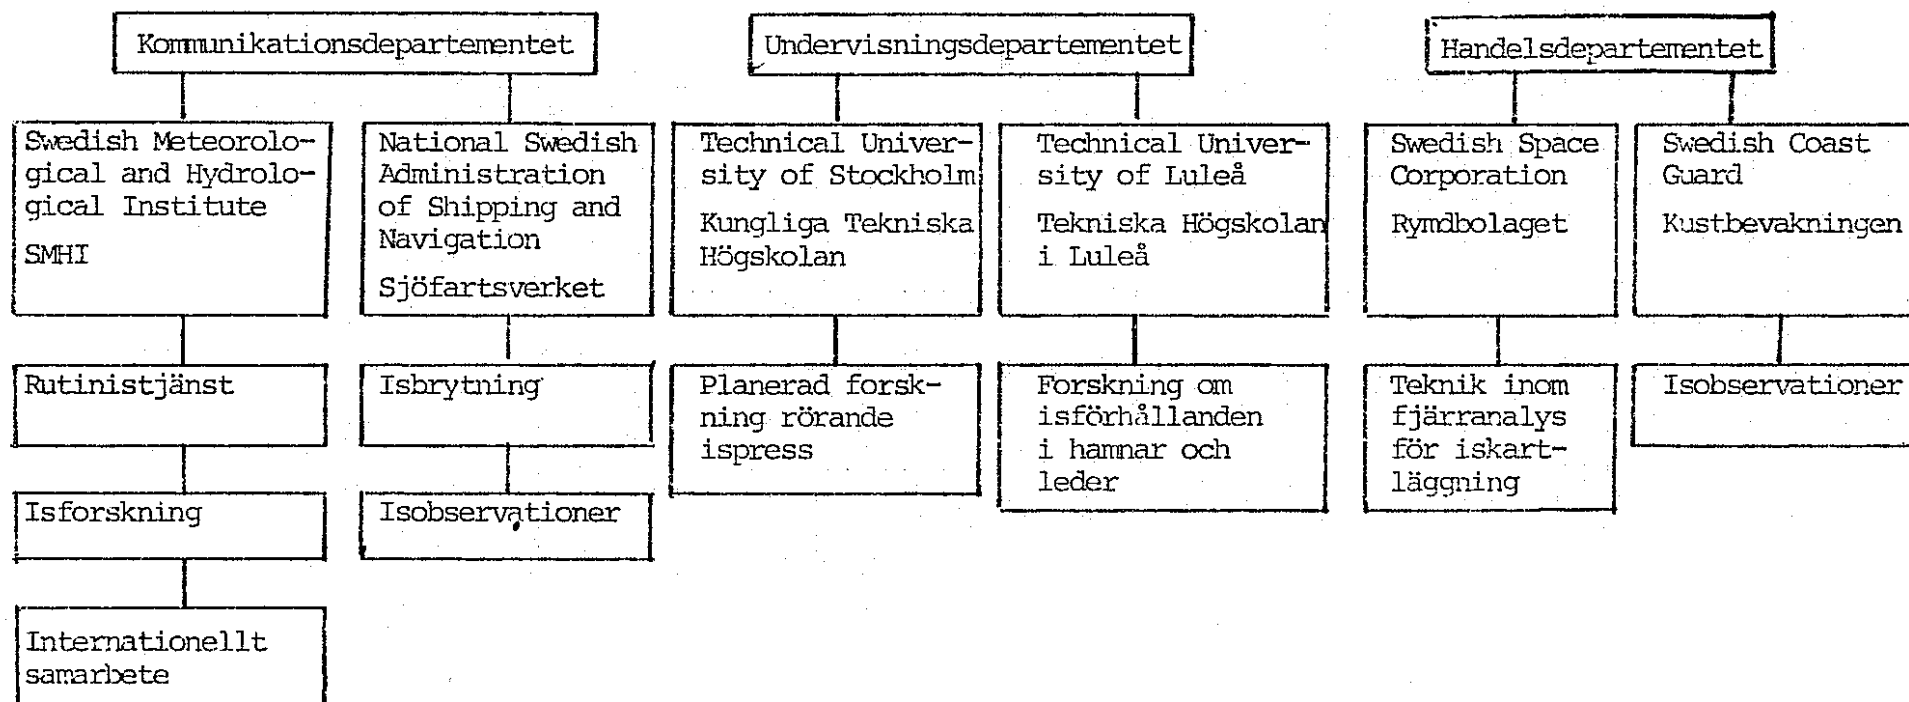 Kommunikationsdepartementet
Undervisningsdepartementet
Handelsdepartementet
Swedish Meteorolo-
gical and Hydrolo-
gical Institute
SMHI
National Swedish
Administration
of Shipping and
Navigation
Sjöfartsverket
Technical Univer-
sity of Stockholm
Kungliga Tekniska
Högskolan
Technical Univer-
sity of Luleå
Tekniska Högskolan
i Luleå
Swedish Space
Corporation
Rymdbolaget
Swedish Coast
Guard
Kustbevakningen
Rutinistjänst
Isbrytning
Planerad forsk-
ning rörande
ispress
Forskning om
isförhållanden
i hamnar och
leder
Teknik inom
fjärranalys
för iskart-
läggning
Isobservationer
Isforskning
Isobservationer
Internationellt
samarbete